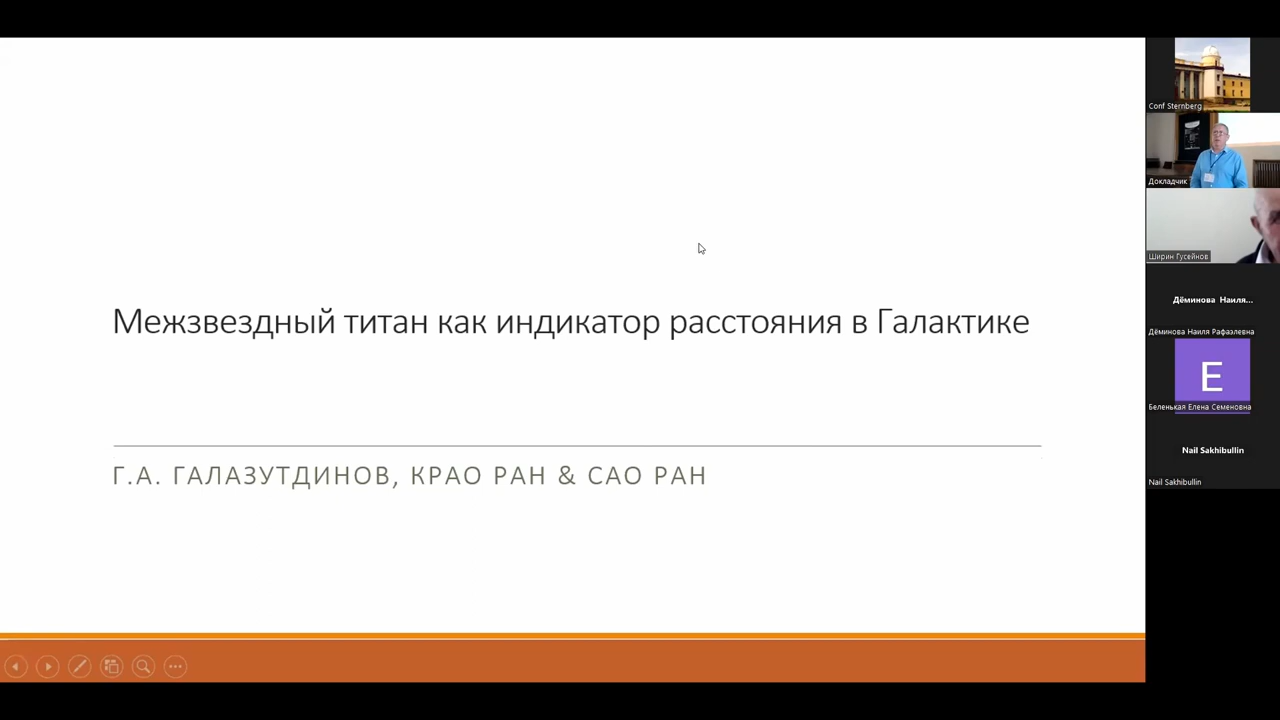 Межзвездный титан как индикатор расстояния в Галактике
Г.А. ГАЛАЗУТДИНОВ, КРАО РАН & САО РАН
Conf Sternberg
Докладчик
Ширин Гусейнов
Дёминова Наиля...
Дёминова Наиля Рафаэлевна
Е
Беленькая Елена Семеновна
Nail Sakhibullin
Nail Sakhibullin